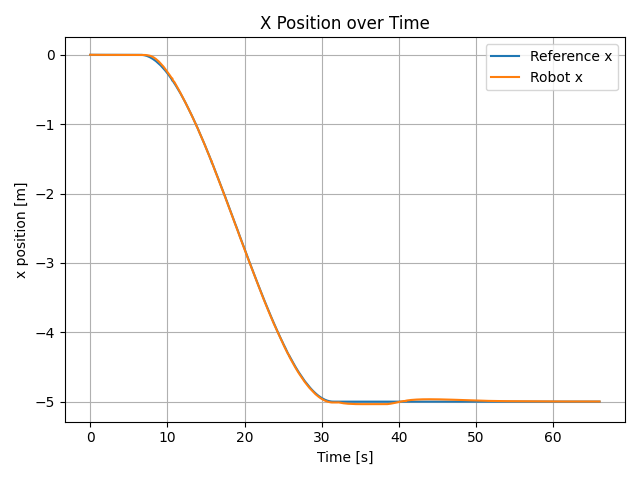 X Position over Time
Reference x
Robot x
x position [m]
0
−1
−2
−3
−4
−5
0 10 20 30 40 50 60
Time [s]